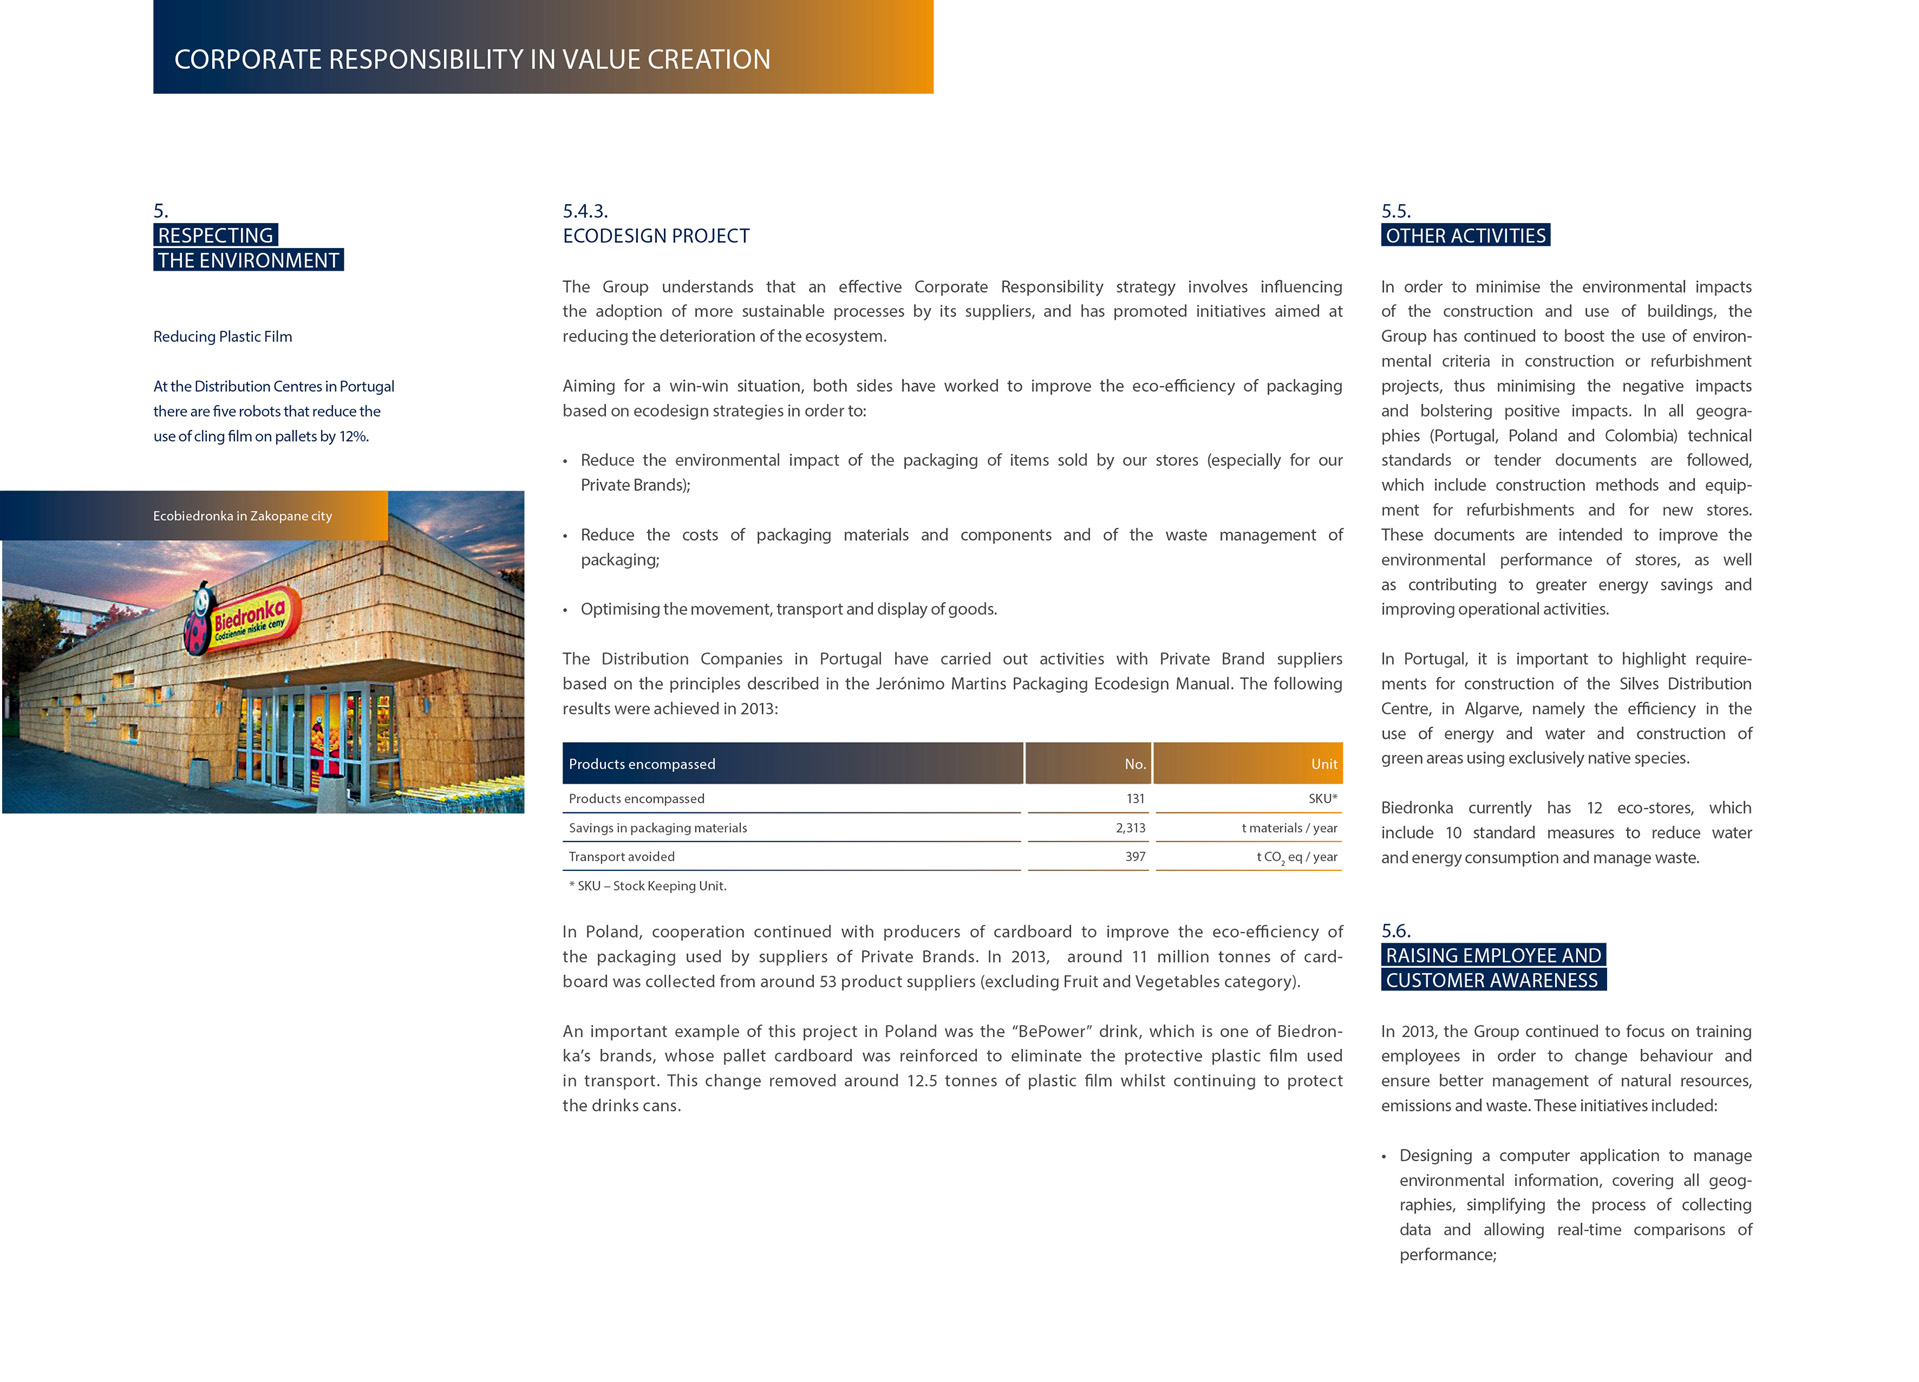 CORPORATE RESPONSIBILITY IN VALUE CREATION
5.
RESPECTING
THE ENVIRONMENT
Reducing Plastic Film
At the Distribution Centres in Portugal
there are five robots that reduce the
use of cling film on pallets by 12%.
Ecobiedronka in Zakopane city
Biedronka
Codziennie niskie ceny
5.4.3.
ECODESIGN PROJECT
The Group understands that an effective Corporate Responsibility strategy involves influencing
the adoption of more sustainable processes by its suppliers, and has promoted initiatives aimed at
reducing the deterioration of the ecosystem.
Aiming for a win-win situation, both sides have worked to improve the eco-efficiency of packaging
based on ecodesign strategies in order to:
• Reduce the environmental impact of the packaging of items sold by our stores (especially for our
Private Brands);
• Reduce the costs of packaging materials and components and of the waste management of
packaging;
• Optimising the movement, transport and display of goods.
The Distribution Companies in Portugal have carried out activities with Private Brand suppliers
based on the principles described in the Jerónimo Martins Packaging Ecodesign Manual. The following
results were achieved in 2013:
Products encompassed No. Unit
Products encompassed 131 SKU*
Savings in packaging materials 2,313 t materials / year
Transport avoided 397 t CO2 eq / year
* SKU – Stock Keeping Unit.
In Poland, cooperation continued with producers of cardboard to improve the eco-efficiency of
the packaging used by suppliers of Private Brands. In 2013, around 11 million tonnes of card-
board was collected from around 53 product suppliers (excluding Fruit and Vegetables category).
An important example of this project in Poland was the “BePower” drink, which is one of Biedron-
ka’s brands, whose pallet cardboard was reinforced to eliminate the protective plastic film used
in transport. This change removed around 12.5 tonnes of plastic film whilst continuing to protect
the drinks cans.
5.5.
OTHER ACTIVITIES
In order to minimise the environmental impacts
of the construction and use of buildings, the
Group has continued to boost the use of environ-
mental criteria in construction or refurbishment
projects, thus minimising the negative impacts
and bolstering positive impacts. In all geogra-
phies (Portugal, Poland and Colombia) technical
standards or tender documents are followed,
which include construction methods and equip-
ment for refurbishments and for new stores.
These documents are intended to improve the
environmental performance of stores, as well
as contributing to greater energy savings and
improving operational activities.
In Portugal, it is important to highlight require-
ments for construction of the Silves Distribution
Centre, in Algarve, namely the efficiency in the
use of energy and water and construction of
green areas using exclusively native species.
Biedronka currently has 12 eco-stores, which
include 10 standard measures to reduce water
and energy consumption and manage waste.
5.6.
RAISING EMPLOYEE AND
CUSTOMER AWARENESS
In 2013, the Group continued to focus on training
employees in order to change behaviour and
ensure better management of natural resources,
emissions and waste. These initiatives included:
• Designing a computer application to manage
environmental information, covering all geog-
raphies, simplifying the process of collecting
data and allowing real-time comparisons of
performance;